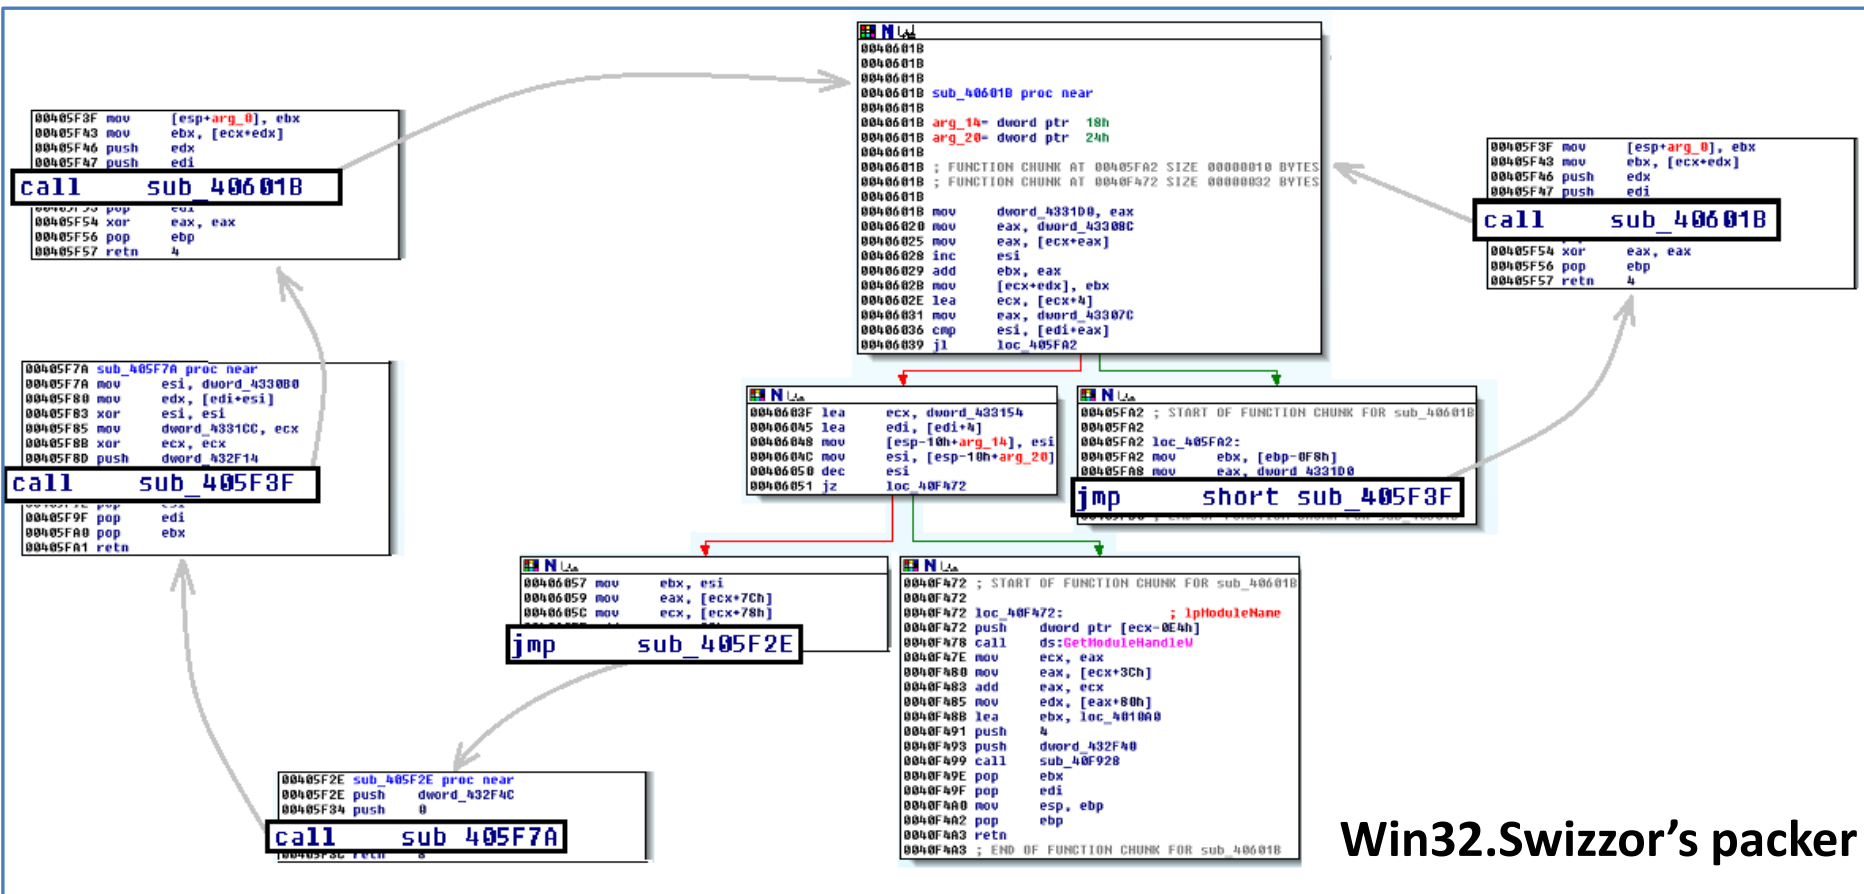 0040601B
0040601B
0040601B
0040601B sub_40601B proc near
0040601B
0040601B arg_14= dword ptr 18h
0040601B arg_20= dword ptr 24h
0040601B
0040601B ; FUNCTION CHUNK AT 00405FA2 SIZE 00000010 BYTES
0040601B ; FUNCTION CHUNK AT 0040F472 SIZE 00000032 BYTES
0040601B
0040601B mov dword_4331D0, eax
00406020 mov eax, dword_43308C
00406025 mov eax, [ecx+eax]
00406028 inc esi
00406029 add ebx, eax
0040602B mov [ecx+edx], ebx
0040602E lea ecx, [ecx+4]
00406031 mov eax, dword_43307C
00406036 cmp esi, [edi+eax]
00406039 jl loc_405FA2
00405F3F mov [esp+arg_0], ebx
00405F43 mov ebx, [ecx+edx]
00405F46 push edx
00405F47 push edi
call sub_40601B
pop edi
00405F54 xor eax, eax
00405F56 pop ebp
00405F57 retn 4
00405F3F mov [esp+arg_0], ebx
00405F43 mov ebx, [ecx+edx]
00405F46 push edx
00405F47 push edi
call sub_40601B
00405F54 xor eax, eax
00405F56 pop ebp
00405F57 retn 4
00405F7A sub_405F7A proc near
00405F7A mov esi, dword_4330B0
00405F80 mov edx, [edi+esi]
00405F83 xor esi, esi
00405F85 mov dword_4331CC, ecx
00405F8B xor ecx, ecx
00405F8D push dword_432F14
call sub_405F3F
00405F9F pop edi
00405FA0 pop ebx
00405FA1 retn
0040603F lea ecx, dword_433154
00406045 lea edi, [edi+4]
00406048 mov [esp-10h+arg_14], esi
0040604C mov esi, [esp-10h+arg_20]
00406050 dec esi
00406051 jz loc_40F472
00405FA2 ; START OF FUNCTION CHUNK FOR sub_40601B
00405FA2
00405FA2 loc_405FA2:
00405FA2 mov ebx, [ebp-0F8h]
00405FA8 mov eax, dword_4331D0
jmp short sub_405F3F
00406057 mov ebx, esi
00406059 mov eax, [ecx+7Ch]
0040605C mov ecx, [ecx+78h]
jmp sub_405F2E
0040F472 ; START OF FUNCTION CHUNK FOR sub_40601B
0040F472
0040F472 loc_40F472: ; lpModuleName
0040F472 push dword ptr [ecx-0E4h]
0040F478 call ds:GetModuleHandleW
0040F47E mov ecx, eax
0040F480 mov eax, [ecx+3Ch]
0040F483 add eax, ecx
0040F485 mov edx, [eax+80h]
0040F48B lea ebx, loc_4010A0
0040F491 push 4
0040F493 push dword_432F40
0040F499 call sub_40F928
0040F49E pop ebx
0040F49F pop edi
0040F4A0 mov esp, ebp
0040F4A2 pop ebp
0040F4A3 retn
0040F4A3 ; END OF FUNCTION CHUNK FOR sub_40601B
00405F2E sub_405F2E proc near
00405F2E push dword_432F4C
00405F34 push 0
call sub_405F7A
00405F3C retn 8
Win32.Swizzor's packer